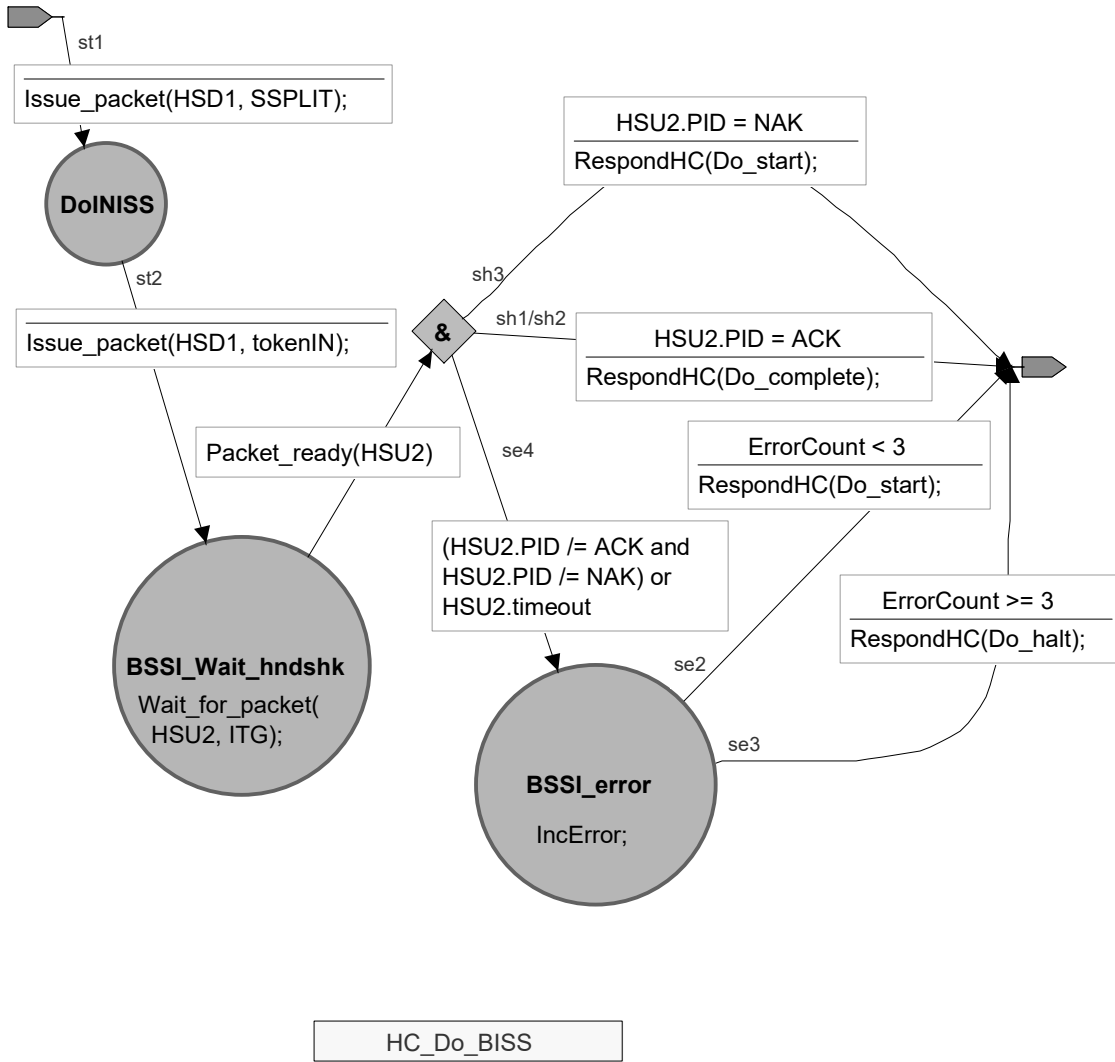 st1
Issue_packet(HSD1, SSPLIT);
DoINISS
st2
Issue_packet(HSD1, tokenIN);
Packet_ready(HSU2)
BSSI_Wait_hndshk
Wait_for_packet(
HSU2, ITG);
&
sh3
HSU2.PID = NAK
RespondHC(Do_start);
sh1/sh2
HSU2.PID = ACK
RespondHC(Do_complete);
se4
(HSU2.PID /= ACK and
HSU2.PID /= NAK) or
HSU2.timeout
BSSI_error
IncError;
se2
ErrorCount < 3
RespondHC(Do_start);
se3
ErrorCount >= 3
RespondHC(Do_halt);
HC_Do_BISS